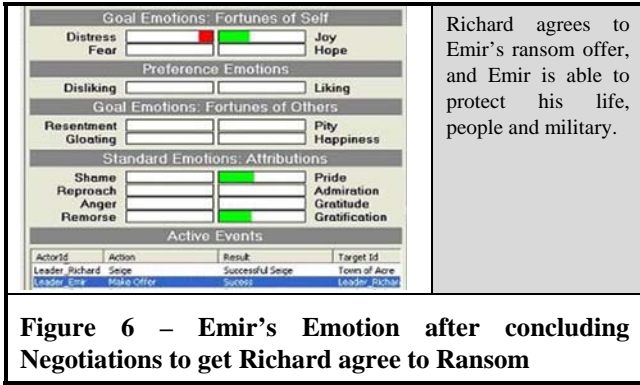 Goal Emotions: Fortunes of Self
Distress Joy
Fear Hope
Preference Emotions
Disliking Liking
Goal Emotions: Fortunes of Others
Resentment Pity
Gloating Happiness
Standard Emotions: Attributions
Shame Pride
Reproach Admiration
Anger Gratitude
Remorse Gratification
Active Events
ActorId Action Result Target Id
Leader_Richard Seige Successful Seige Town of Acre
Leader_Emir Make Offer Sucess Leader_Richar
Richard agrees to
Emir's ransom offer,
and Emir is able to
protect his life,
people and military.
Figure 6 – Emir's Emotion after concluding
Negotiations to get Richard agree to Ransom